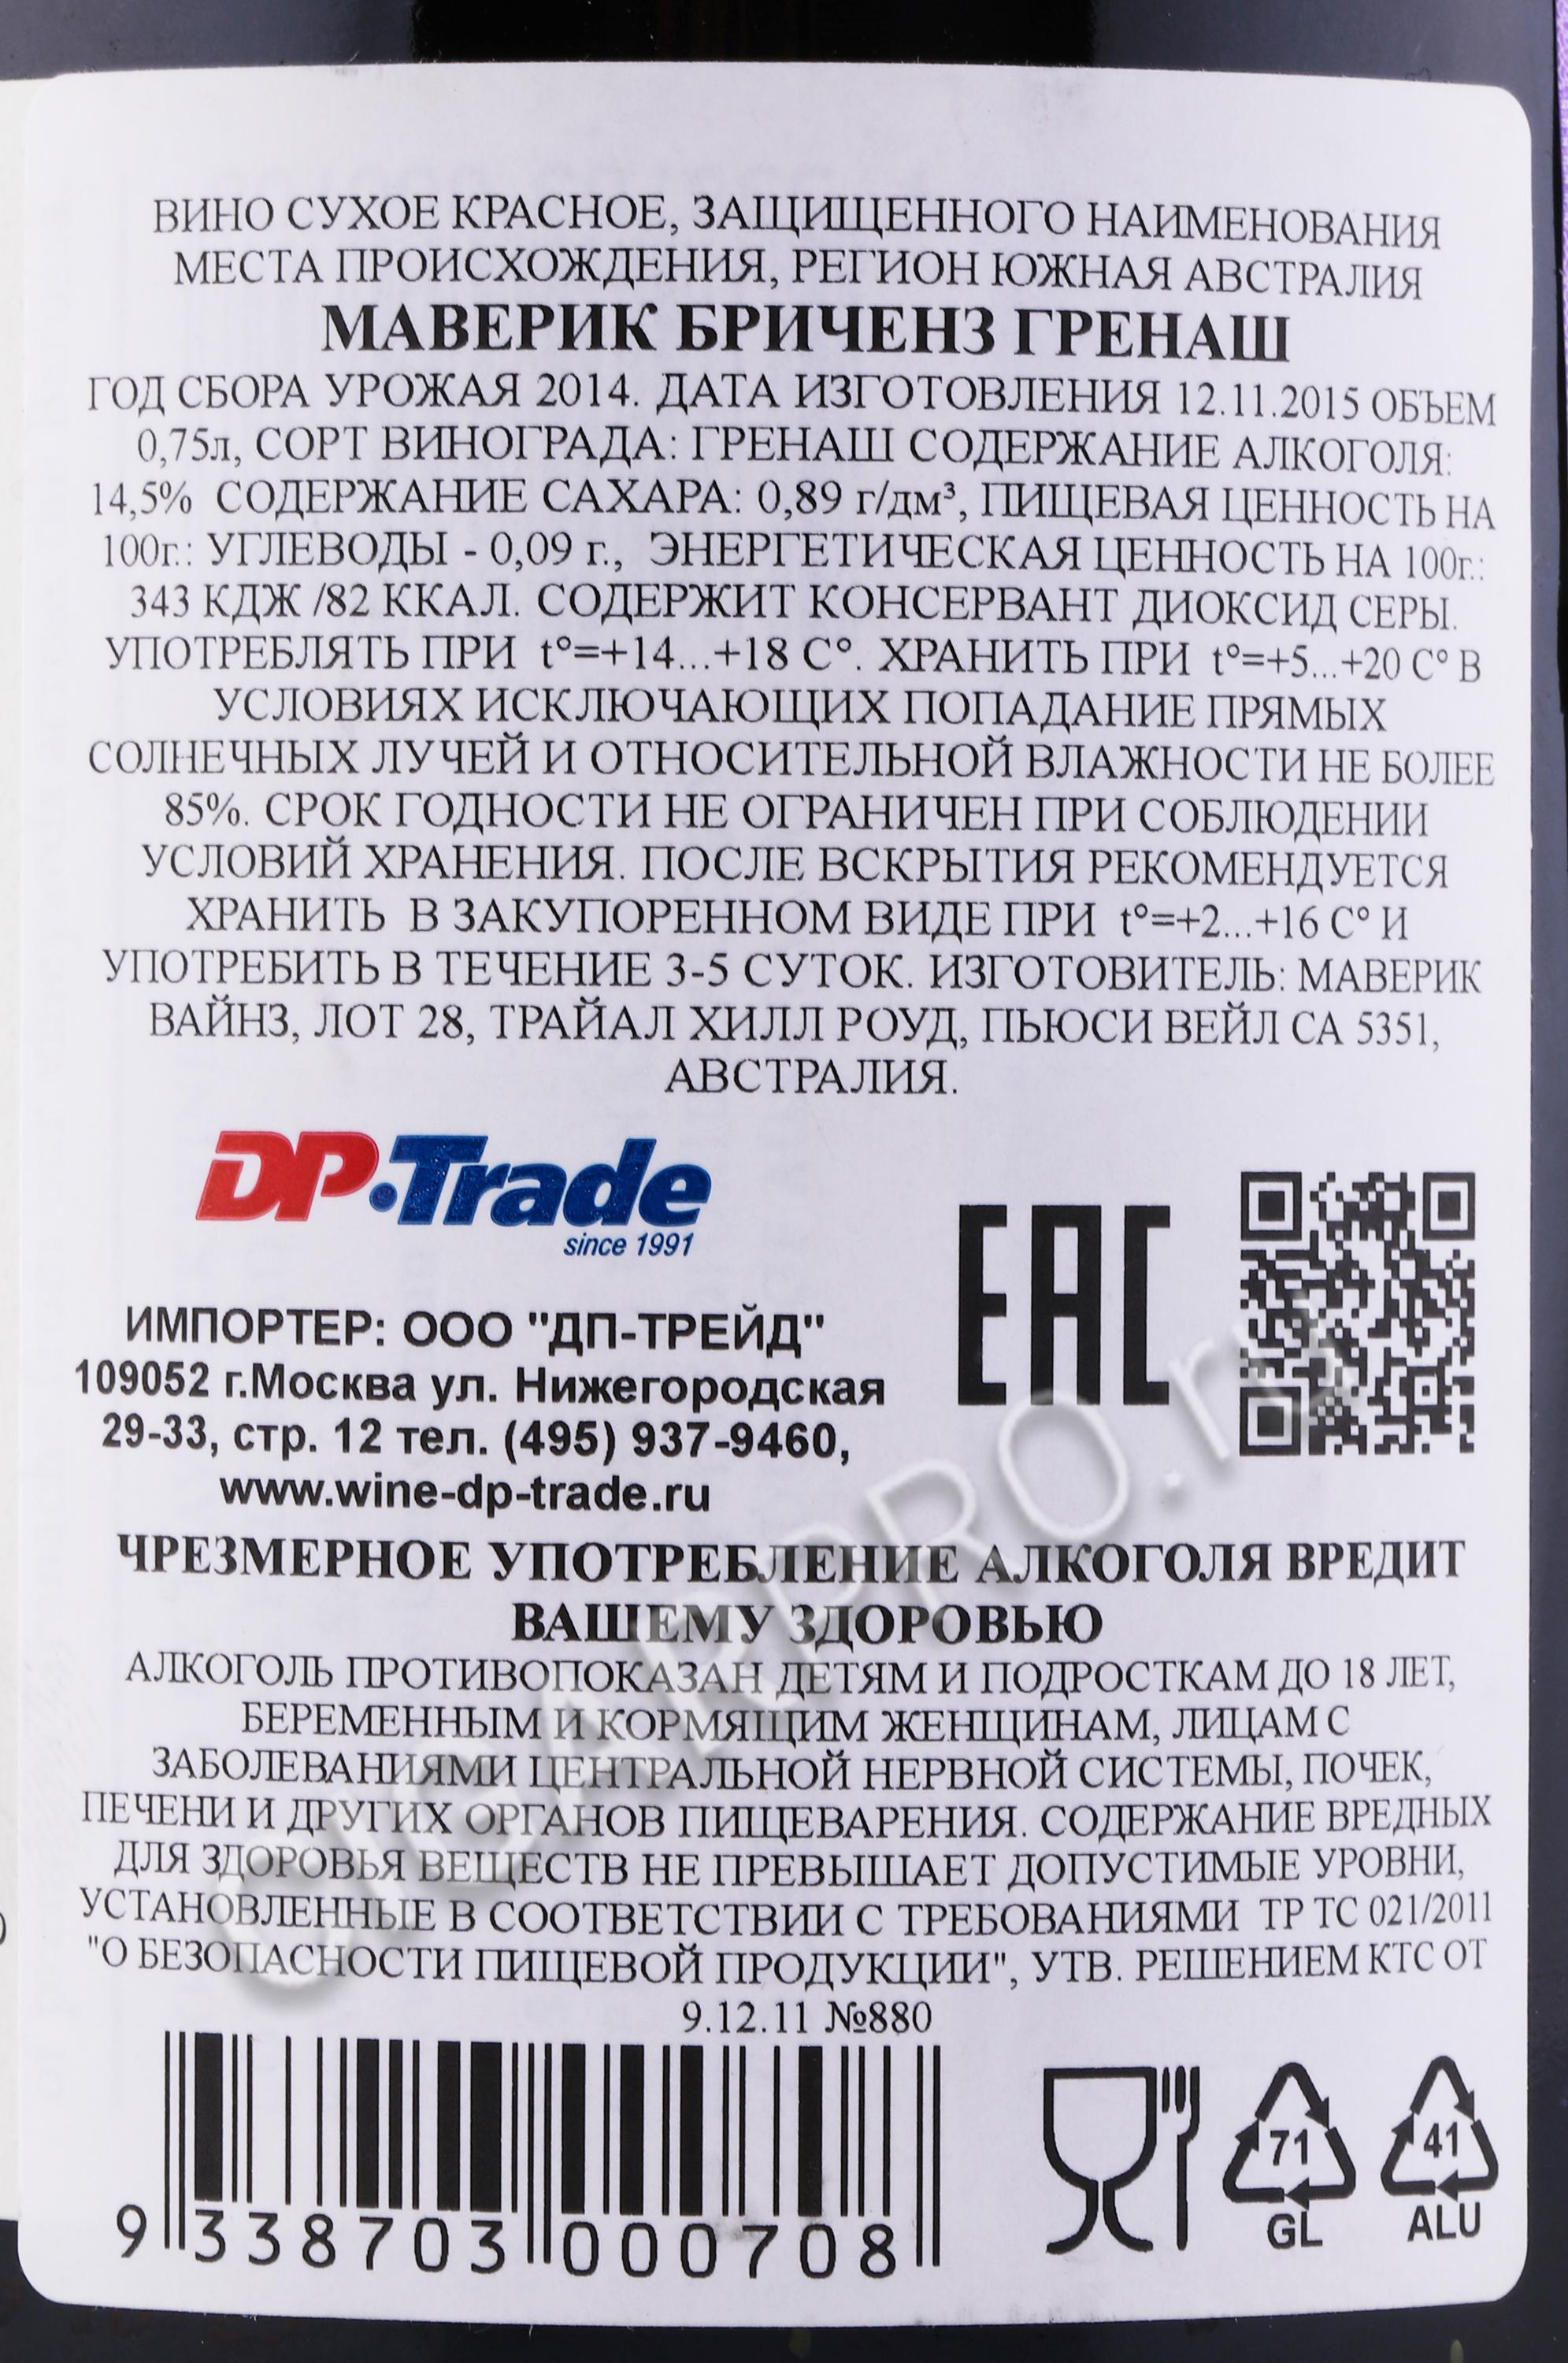 ВИНО СУХОЕ КРАСНОЕ, ЗАЩИЩЕННОГО НАИМЕНОВАНИЯ
МЕСТА ПРОИСХОЖДЕНИЯ, РЕГИОН ЮЖНАЯ АВСТРАЛИЯ
МАВЕРИК БРИЧЕНЗ ГРЕНАШ
ГОД СБОРА УРОЖАЯ 2014. ДАТА ИЗГОТОВЛЕНИЯ 12.11.2015 ОБЪЕМ
0,75л, СОРТ ВИНОГРАДА: ГРЕНАШ СОДЕРЖАНИЕ АЛКОГОЛЯ:
14,5% СОДЕРЖАНИЕ САХАРА: 0,89 г/дм³, ПИЩЕВАЯ ЦЕННОСТЬ НА
100г.: УГЛЕВОДЫ - 0,09 г., ЭНЕРГЕТИЧЕСКАЯ ЦЕННОСТЬ НА 100г.:
343 КДЖ /82 ККАЛ. СОДЕРЖИТ КОНСЕРВАНТ ДИОКСИД СЕРЫ.
УПОТРЕБЛЯТЬ ПРИ t°=+14...+18 С°. ХРАНИТЬ ПРИ t°=+5...+20 С° В
УСЛОВИЯХ ИСКЛЮЧАЮЩИХ ПОПАДАНИЕ ПРЯМЫХ
СОЛНЕЧНЫХ ЛУЧЕЙ И ОТНОСИТЕЛЬНОЙ ВЛАЖНОСТИ НЕ БОЛЕЕ
85%. СРОК ГОДНОСТИ НЕ ОГРАНИЧЕН ПРИ СОБЛЮДЕНИИ
УСЛОВИЙ ХРАНЕНИЯ. ПОСЛЕ ВСКРЫТИЯ РЕКОМЕНДУЕТСЯ
ХРАНИТЬ В ЗАКУПОРЕННОМ ВИДЕ ПРИ t°=+2...+16 С° И
УПОТРЕБИТЬ В ТЕЧЕНИЕ 3-5 СУТОК. ИЗГОТОВИТЕЛЬ: МАВЕРИК
ВАЙНЗ, ЛОТ 28, ТРАЙАЛ ХИЛЛ РОУД, ПЬЮСИ ВЕЙЛ СА 5351,
АВСТРАЛИЯ.
DP·Trade
since 1991
EAC
ИМПОРТЕР: ООО "ДП-ТРЕЙД"
109052 г.Москва ул. Нижегородская
29-33, стр. 12 тел. (495) 937-9460,
www.wine-dp-trade.ru
ЧРЕЗМЕРНОЕ УПОТРЕБЛЕНИЕ АЛКОГОЛЯ ВРЕДИТ
ВАШЕМУ ЗДОРОВЬЮ
АЛКОГОЛЬ ПРОТИВОПОКАЗАН ДЕТЯМ И ПОДРОСТКАМ ДО 18 ЛЕТ,
БЕРЕМЕННЫМ И КОРМЯЩИМ ЖЕНЩИНАМ, ЛИЦАМ С
ЗАБОЛЕВАНИЯМИ ЦЕНТРАЛЬНОЙ НЕРВНОЙ СИСТЕМЫ, ПОЧЕК,
ПЕЧЕНИ И ДРУГИХ ОРГАНОВ ПИЩЕВАРЕНИЯ. СОДЕРЖАНИЕ ВРЕДНЫХ
ДЛЯ ЗДОРОВЬЯ ВЕЩЕСТВ НЕ ПРЕВЫШАЕТ ДОПУСТИМЫЕ УРОВНИ,
УСТАНОВЛЕННЫЕ В СООТВЕТСТВИИ С ТРЕБОВАНИЯМИ ТР ТС 021/2011
"О БЕЗОПАСНОСТИ ПИЩЕВОЙ ПРОДУКЦИИ", УТВ. РЕШЕНИЕМ КТС ОТ
9.12.11 №880
CIGARPRO.ru
9 338703 000708
71
GL
41
ALU